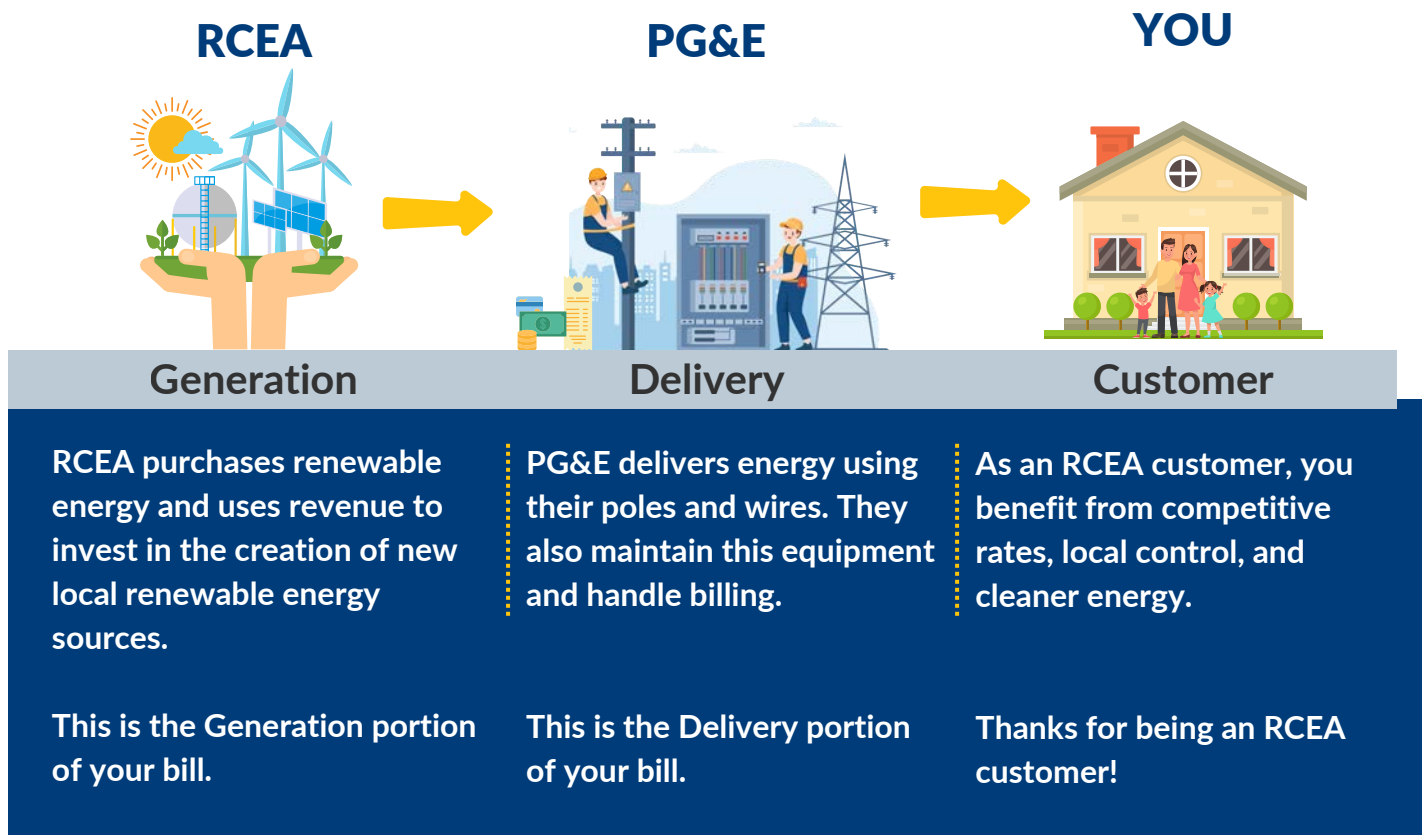 RCEA
PG&E
YOU
Generation
Delivery
Customer
RCEA purchases renewable
energy and uses revenue to
invest in the creation of new
local renewable energy
sources.
This is the Generation portion
of your bill.
PG&E delivers energy using
their poles and wires. They
also maintain this equipment
and handle billing.
This is the Delivery portion
of your bill.
As an RCEA customer, you
benefit from competitive
rates, local control, and
cleaner energy.
Thanks for being an RCEA
customer!